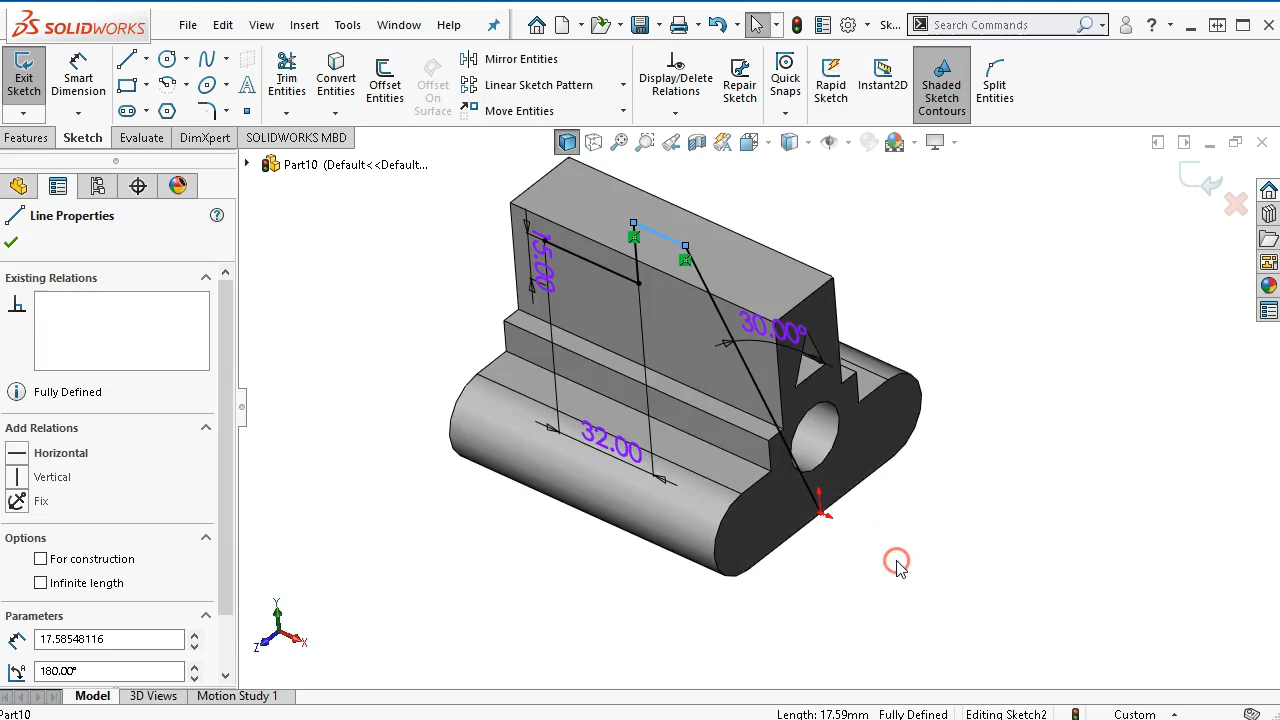 SOLIDWORKS
File Edit View Insert Tools Window Help
Sk...
Search Commands
Exit Sketch
Smart Dimension
Trim Entities
Convert Entities
Offset Entities
Offset On Surface
Mirror Entities
Linear Sketch Pattern
Move Entities
Display/Delete Relations
Repair Sketch
Quick Snaps
Rapid Sketch
Instant2D
Shaded Sketch Contours
Split Entities
Features Sketch Evaluate DimXpert SOLIDWORKS MBD
Part10 (Default<<Default...
Line Properties
Existing Relations
Fully Defined
Add Relations
Horizontal
Vertical
Fix
Options
For construction
Infinite length
Parameters
17.58548116
180.00°
15.00
30.00°
32.00
Y
Z X
Model 3D Views Motion Study 1
Part10 Length: 17.59mm Fully Defined Editing Sketch2 Custom